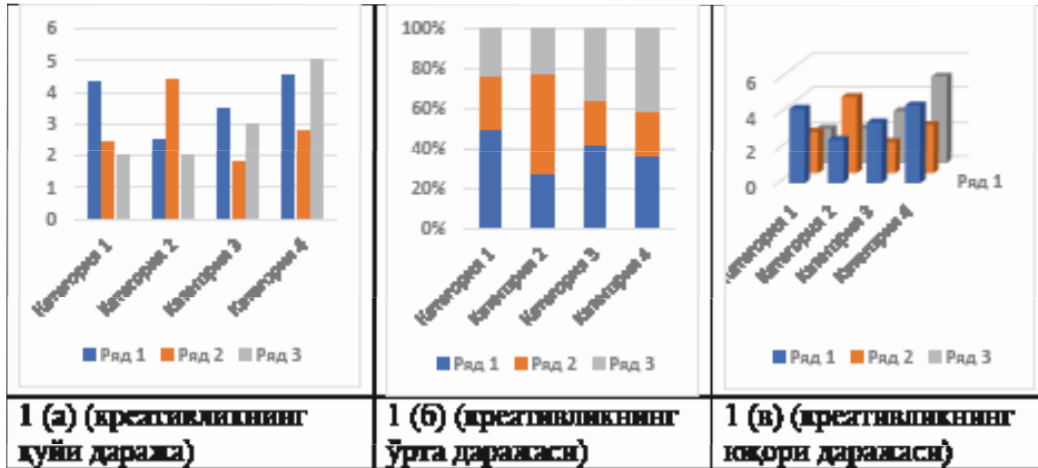 6
5
4
3
2
1
0
Категория 1
Категория 2
Категория 3
Категория 4
Ряд 1 Ряд 2 Ряд 3
100%
80%
60%
40%
20%
0%
Категория 1
Категория 2
Категория 3
Категория 4
Ряд 1 Ряд 2 Ряд 3
6
4
2
0
Ряд 1
Категория 1
Категория 2
Категория 3
Категория 4
Ряд 1 Ряд 2 Ряд 3
1 (а) (креативликнинг
қуйи даража)
1 (б) (креативликнинг
ўрта даражаси)
1 (в) (креативликнинг
юқори даражаси)